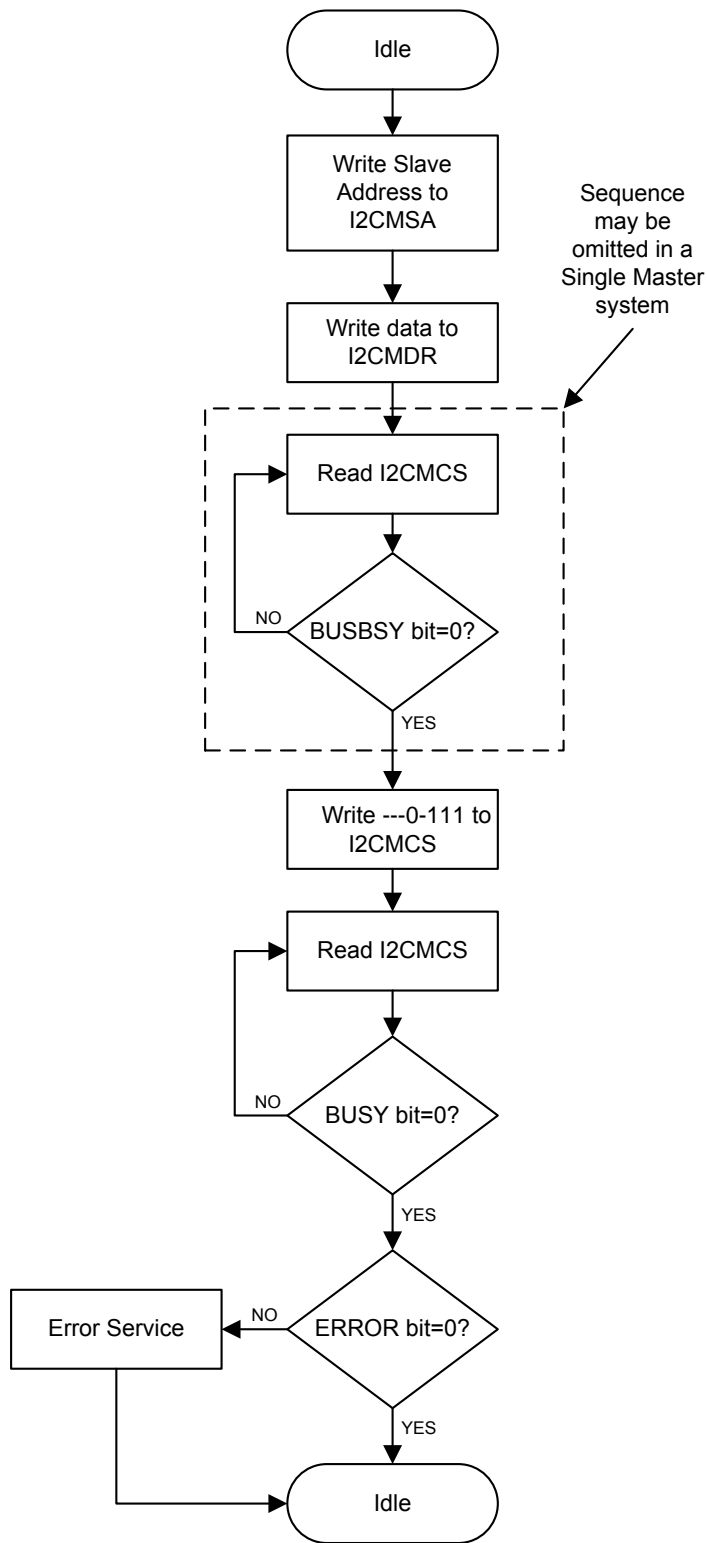 Idle
Write Slave
Address to
I2CMSA
Sequence
may be
omitted in a
Single Master
system
Write data to
I2CMDR
Read I2CMCS
NO
BUSBSY bit=0?
YES
Write ---0-111 to
I2CMCS
Read I2CMCS
NO
BUSY bit=0?
YES
Error Service
NO
ERROR bit=0?
YES
Idle